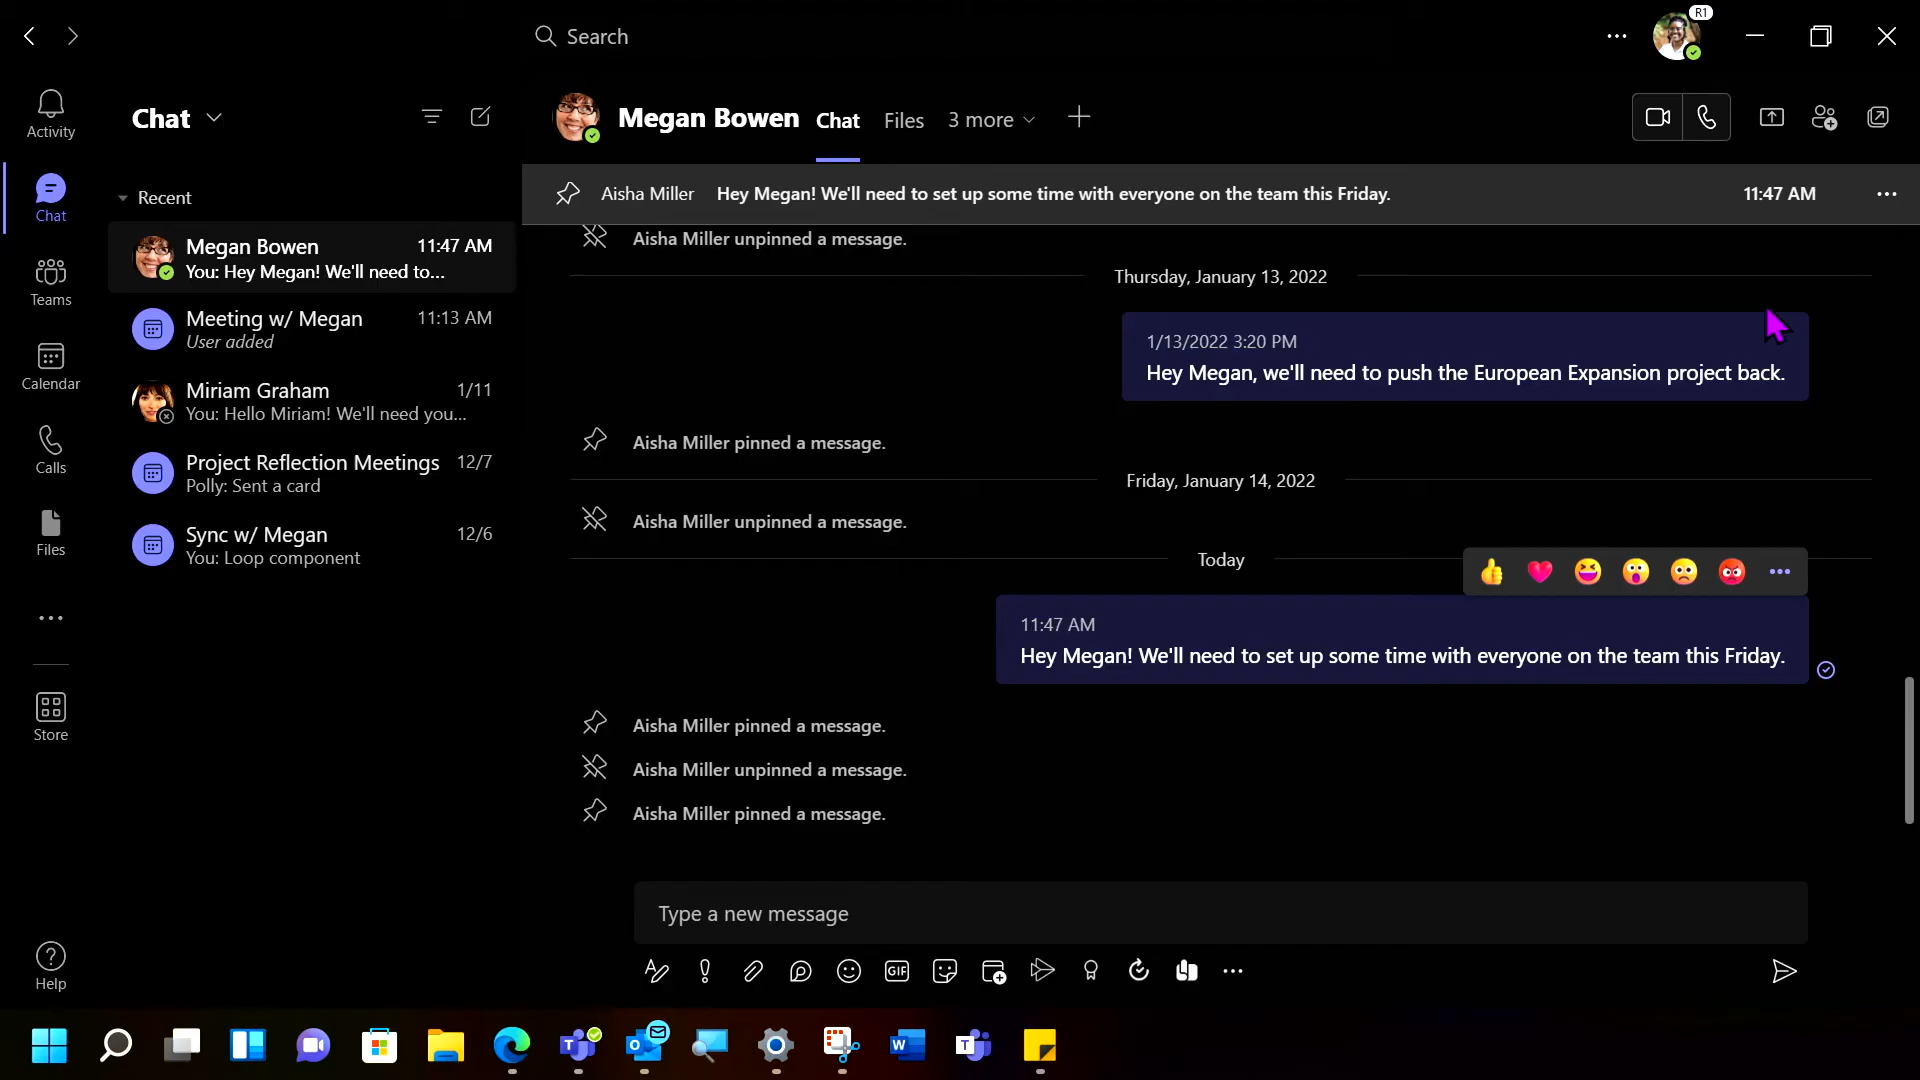 Search
R1
Activity
Chat
Teams
Calendar
Calls
Files
Store
Help
Chat
Recent
Megan Bowen 11:47 AM
You: Hey Megan! We'll need to...
Meeting w/ Megan 11:13 AM
User added
Miriam Graham 1/11
You: Hello Miriam! We'll need you...
Project Reflection Meetings 12/7
Polly: Sent a card
Sync w/ Megan 12/6
You: Loop component
Megan Bowen Chat Files 3 more
Aisha Miller Hey Megan! We'll need to set up some time with everyone on the team this Friday. 11:47 AM
Aisha Miller unpinned a message.
Thursday, January 13, 2022
1/13/2022 3:20 PM
Hey Megan, we'll need to push the European Expansion project back.
Aisha Miller pinned a message.
Friday, January 14, 2022
Aisha Miller unpinned a message.
Today
11:47 AM
Hey Megan! We'll need to set up some time with everyone on the team this Friday.
Aisha Miller pinned a message.
Aisha Miller unpinned a message.
Aisha Miller pinned a message.
Type a new message
GIF